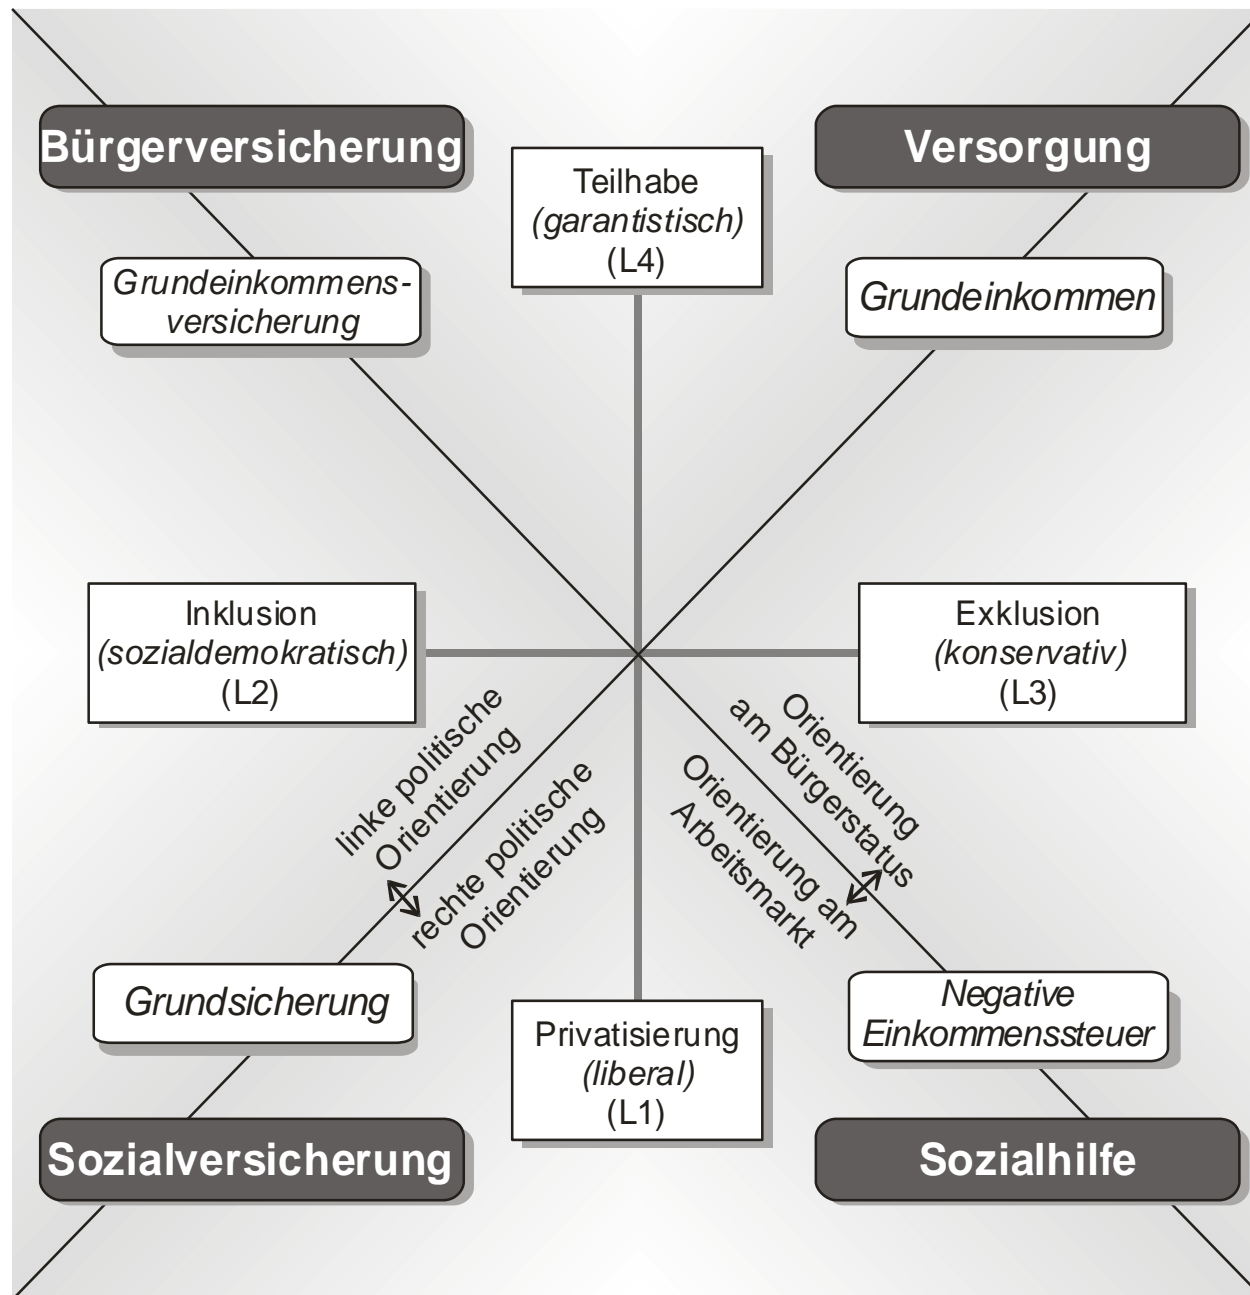 Bürgerversicherung
Versorgung
Teilhabe
(garantistisch)
(L4)
Grundeinkommens-
versicherung
Grundeinkommen
Inklusion
(sozialdemokratisch)
(L2)
Exklusion
(konservativ)
(L3)
linke politische
Orientierung
rechte politische
Orientierung
Orientierung
am Bürgerstatus
Orientierung am
Arbeitsmarkt
Grundsicherung
Privatisierung
(liberal)
(L1)
Negative
Einkommenssteuer
Sozialversicherung
Sozialhilfe